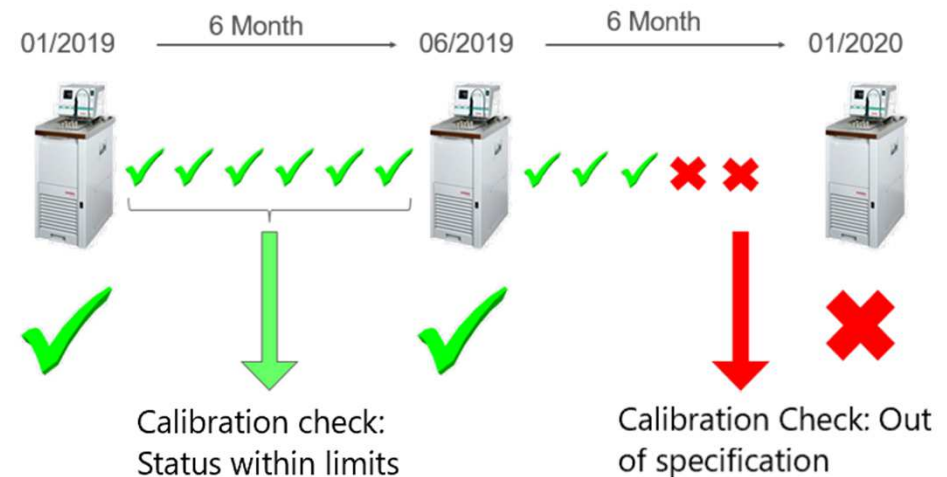 6 Month
6 Month
01/2019
06/2019
01/2020
Calibration check:
Status within limits
Calibration Check: Out
of specification